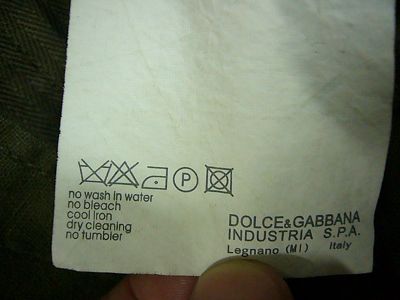 P
no wash in water
no bleach
cool iron
dry cleaning
no tumbler
DOLCE&GABBANA
INDUSTRIA S.P.A.
Legnano (MI) Italy